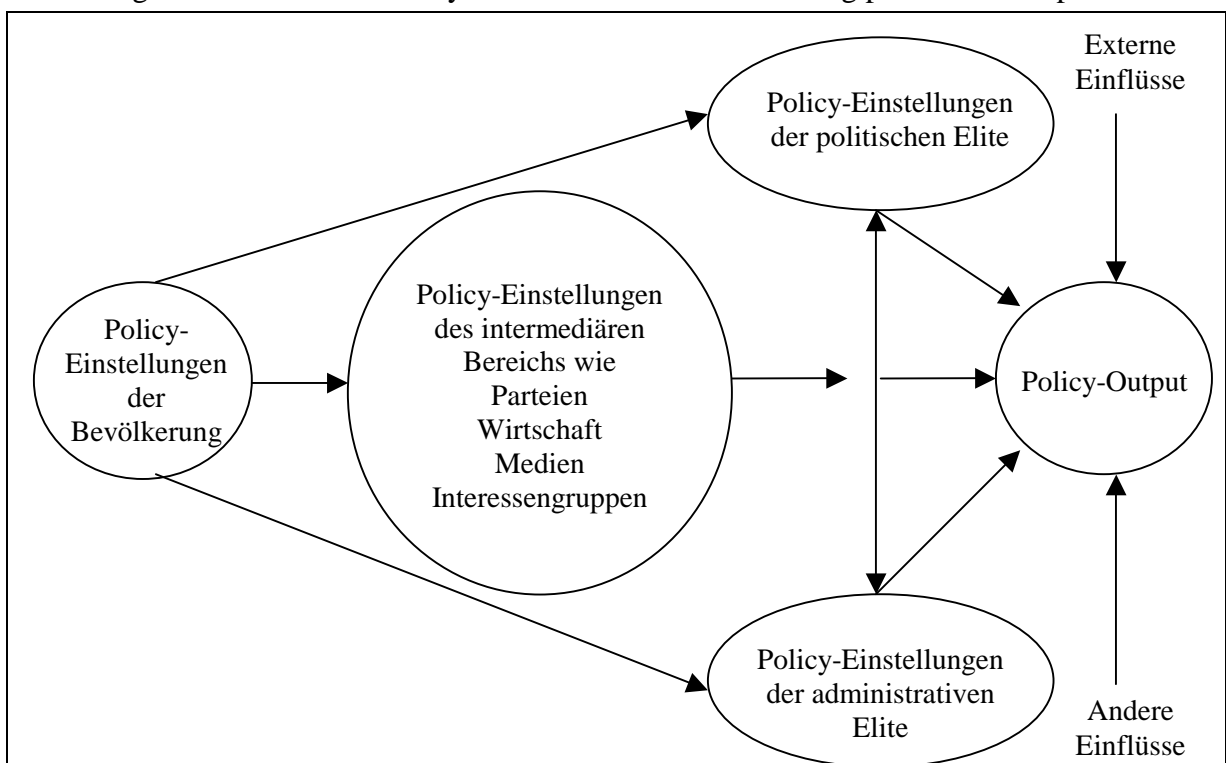 Externe
Einflüsse
Policy-Einstellungen
der politischen Elite
Policy-Einstellungen
des intermediären
Bereichs wie
Parteien
Wirtschaft
Medien
Interessengruppen
Policy-
Einstellungen
der
Bevölkerung
Policy-Output
Policy-Einstellungen
der administrativen
Elite
Andere
Einflüsse